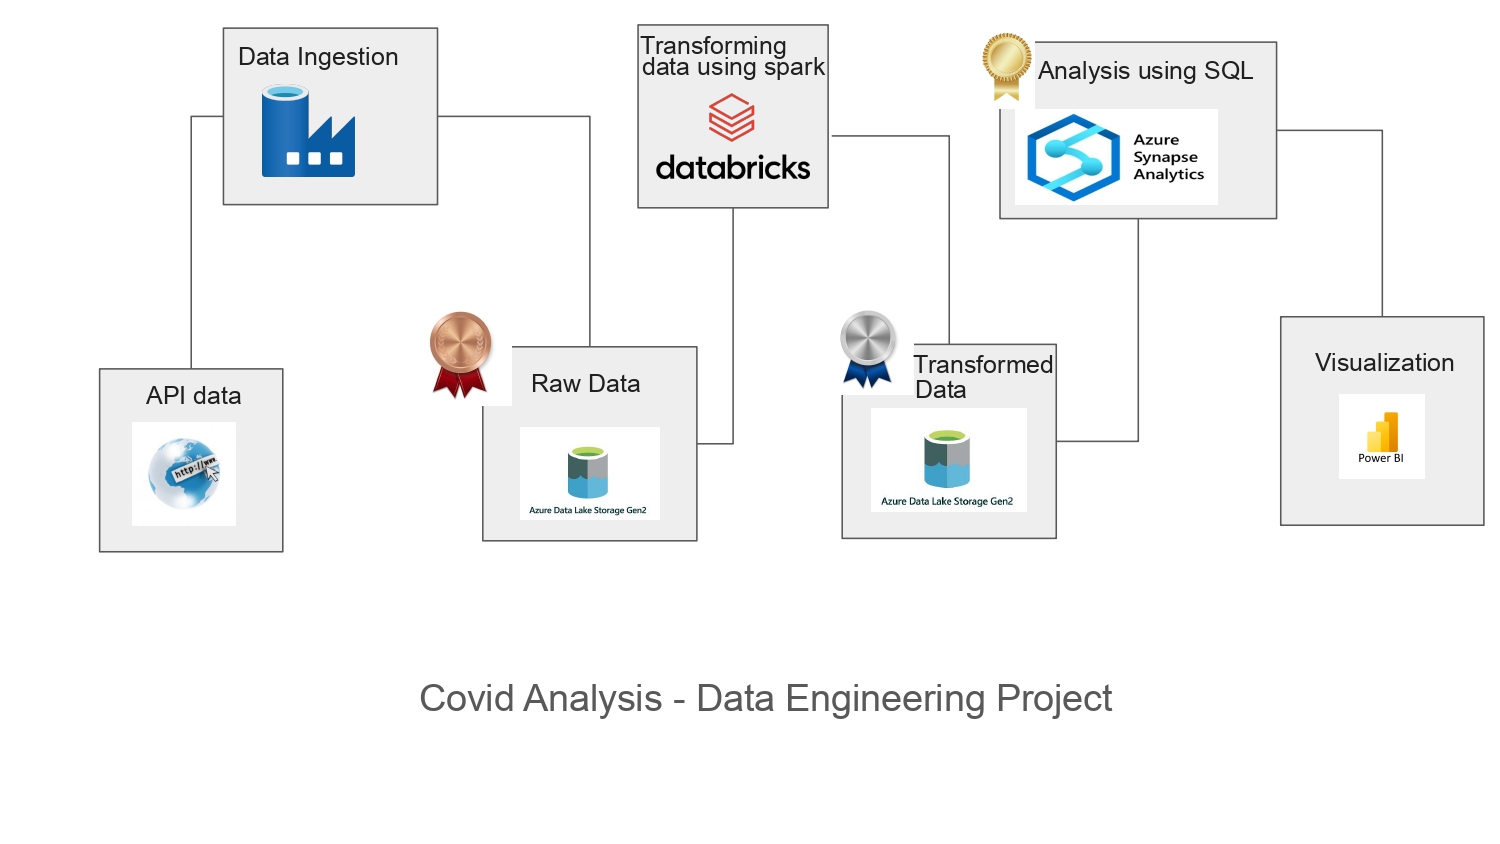 Data Ingestion
Transforming
data using spark
databricks
Analysis using SQL
Azure
Synapse
Analytics
API data
http://www.
Raw Data
Azure Data Lake Storage Gen2
Transformed
Data
Azure Data Lake Storage Gen2
Visualization
Power BI
Covid Analysis - Data Engineering Project